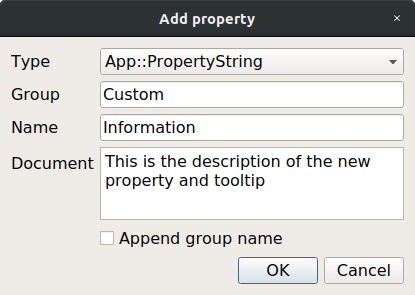 Add property
Type App::PropertyString
Group Custom
Name Information
Document This is the description of the new
property and tooltip
Append group name
OK Cancel